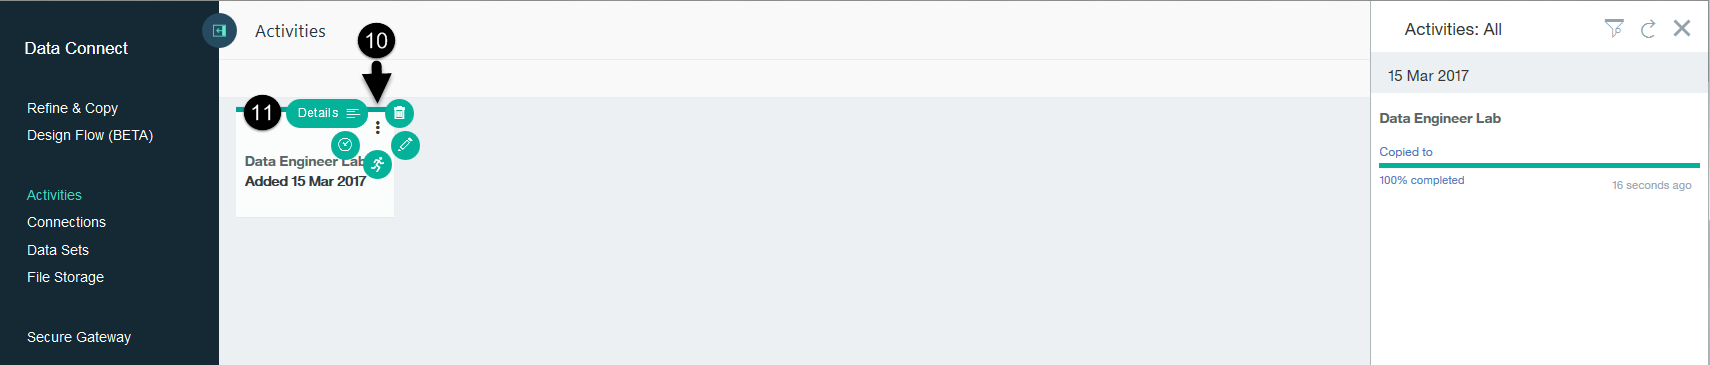 Data Connect
Refine & Copy
Design Flow (BETA)
Activities
Connections
Data Sets
File Storage
Secure Gateway
Activities
10
11
Details
Data Engineer Lab
Added 15 Mar 2017
Activities: All
15 Mar 2017
Data Engineer Lab
Copied to
100% completed
16 seconds ago